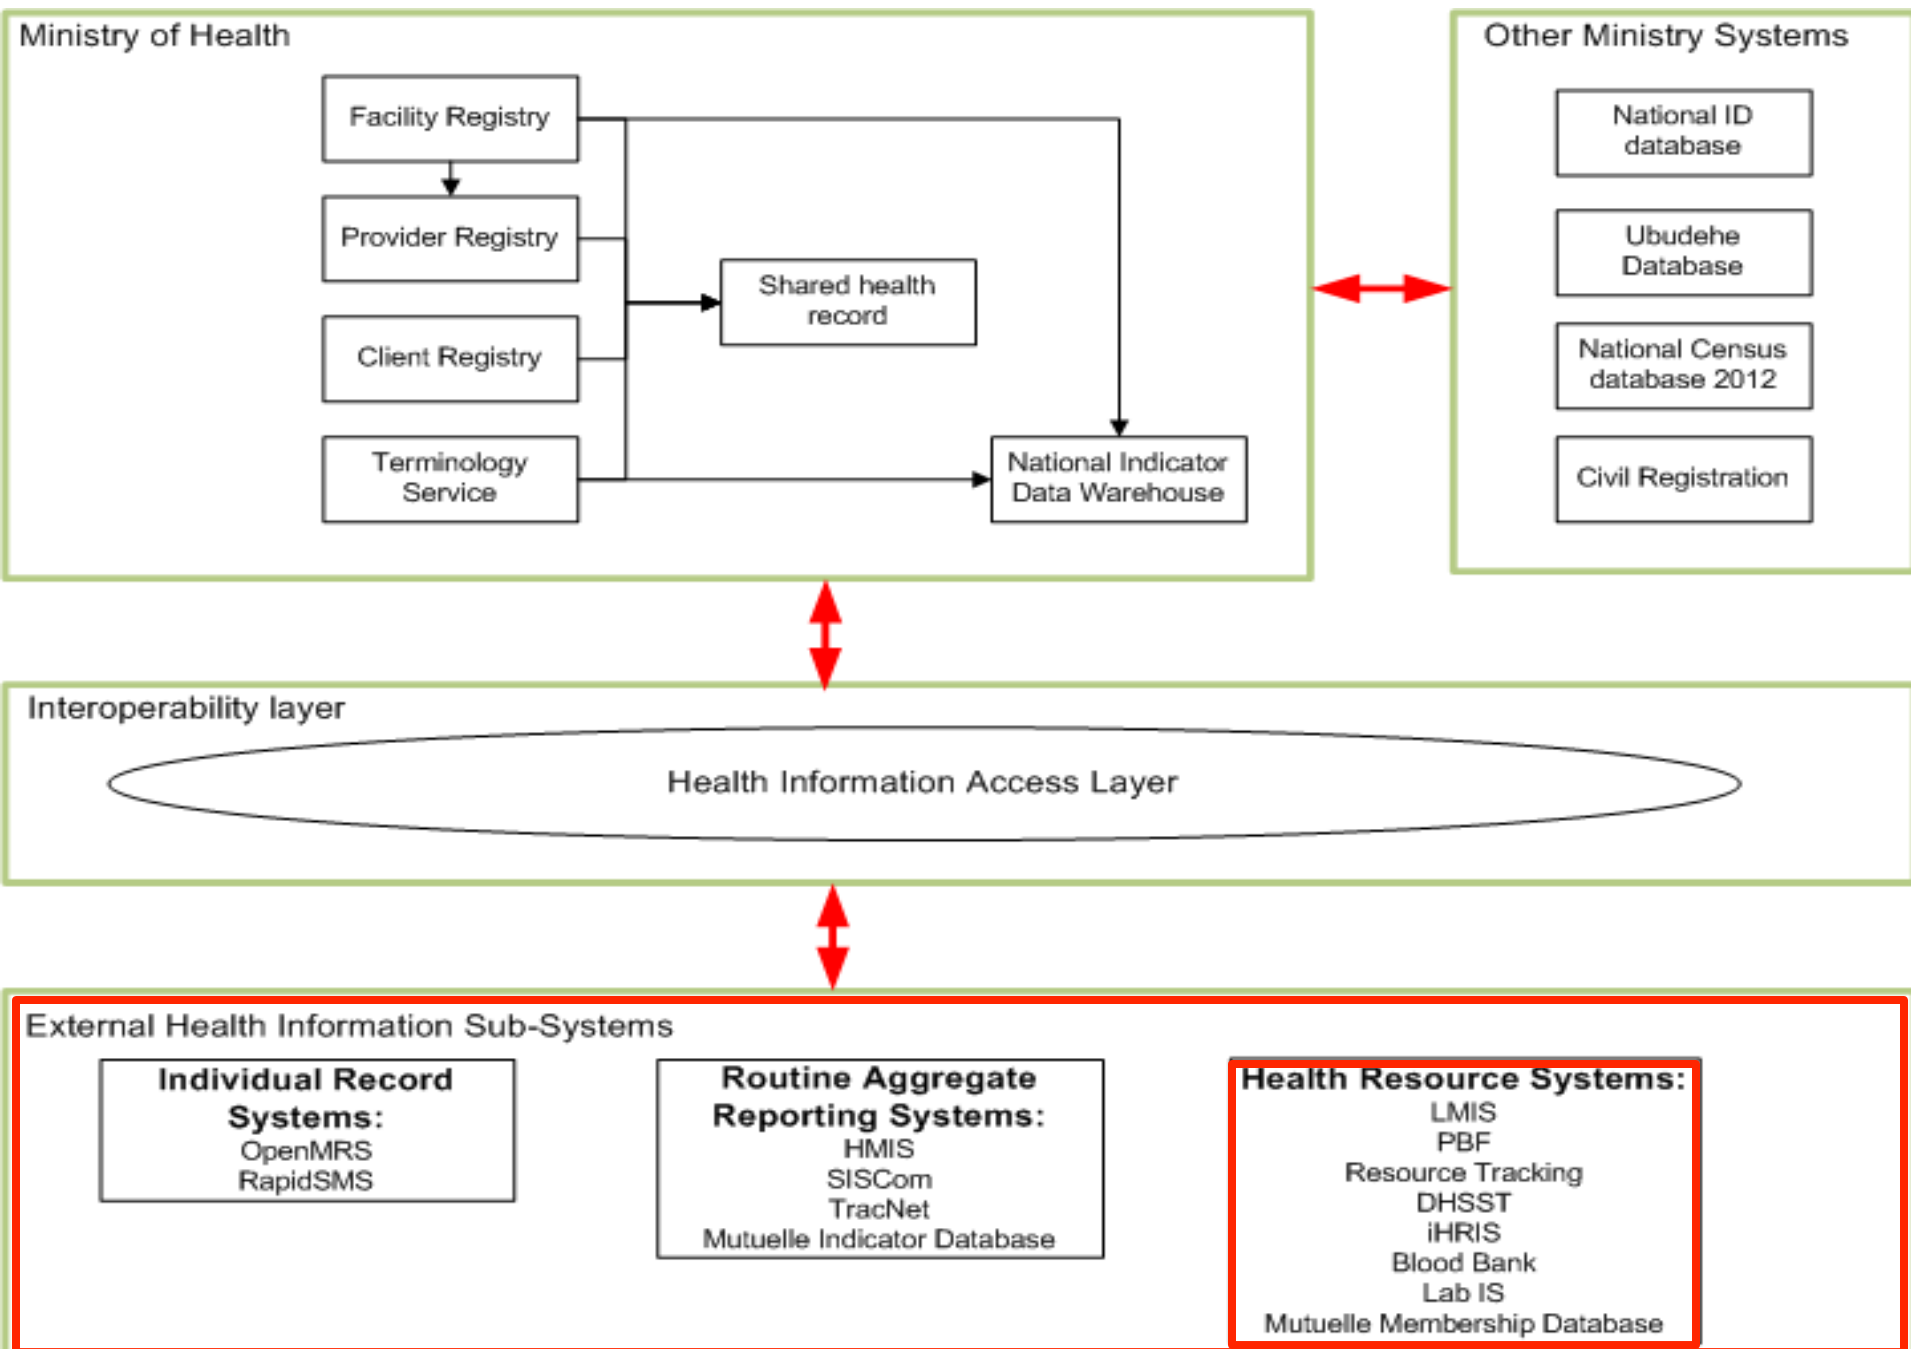 Ministry of Health
Facility Registry
Provider Registry
Client Registry
Terminology
Service
Shared health
record
National Indicator
Data Warehouse
Other Ministry Systems
National ID
database
Ubudehe
Database
National Census
database 2012
Civil Registration
Interoperability layer
Health Information Access Layer
External Health Information Sub-Systems
Individual Record
Systems:
OpenMRS
RapidSMS
Routine Aggregate
Reporting Systems:
HMIS
SISCom
TracNet
Mutuelle Indicator Database
Health Resource Systems:
LMIS
PBF
Resource Tracking
DHSST
iHRIS
Blood Bank
Lab IS
Mutuelle Membership Database